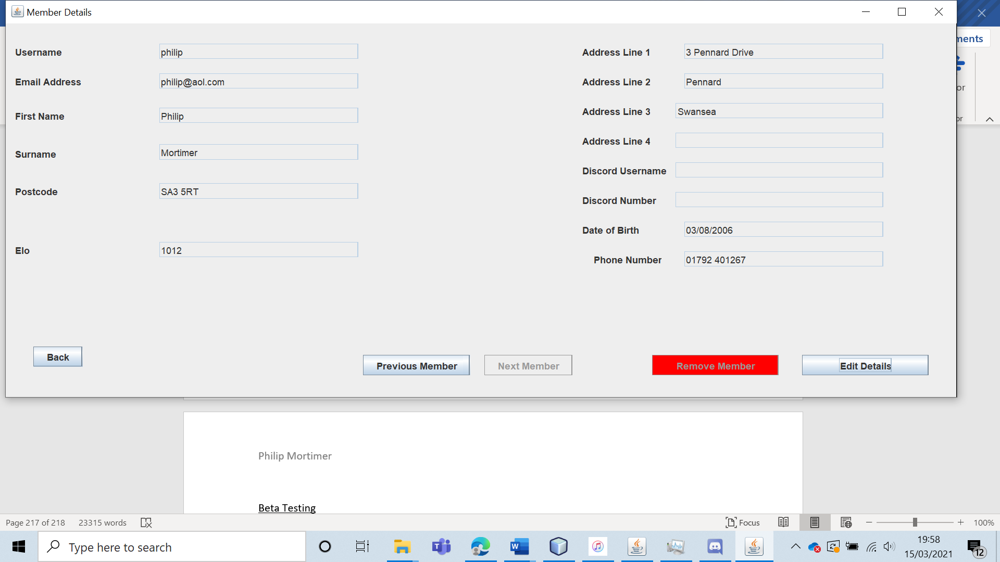 Member Details
ments
Username philip Address Line 1 3 Pennard Drive
Email Address philip@aol.com Address Line 2 Pennard
or
First Name Philip Address Line 3 Swansea
or
Surname Mortimer Address Line 4
Discord Username
Postcode SA3 5RT Discord Number
Date of Birth 03/08/2006
Elo 1012 Phone Number 01792 401267
Back Previous Member Next Member Remove Member Edit Details
Philip Mortimer
Beta Testing
Page 217 of 218 23315 words Focus 100%
Type here to search 19:58
15/03/2021 12